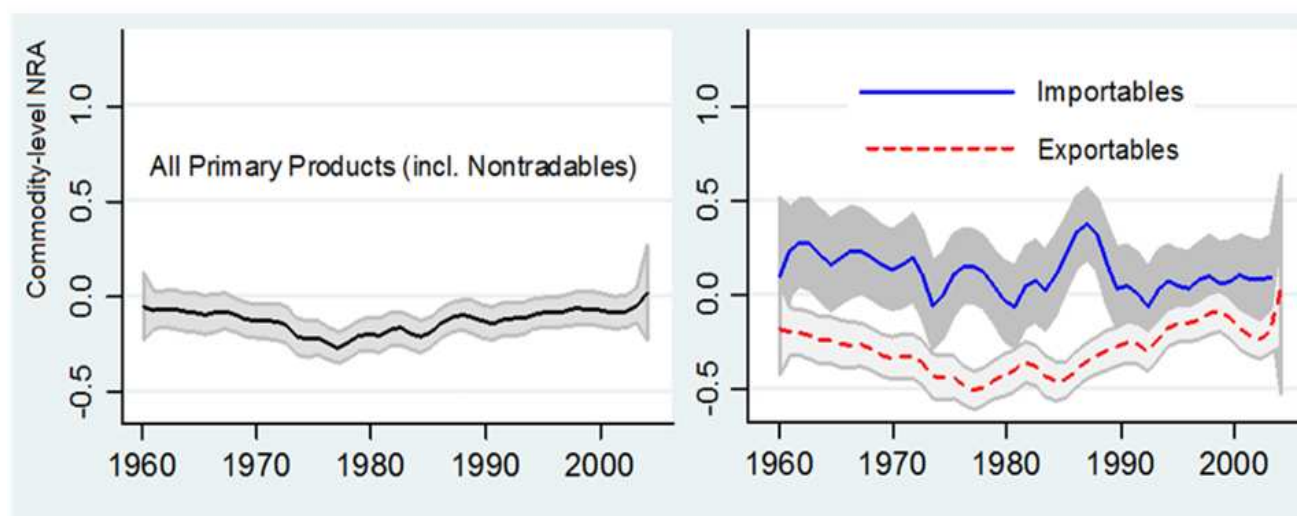 Commodity-level NRA
1.0
0.5
0.0
-0.5
All Primary Products (incl. Nontradables)
1960 1970 1980 1990 2000
1.0
0.5
0.0
-0.5
Importables
Exportables
1960 1970 1980 1990 2000